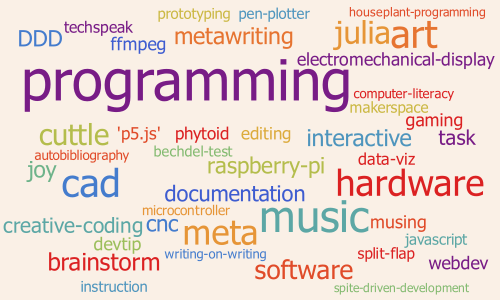 prototyping pen-plotter houseplant-programming
DDD techspeak ffmpeg metawriting julia art
electromechanical-display
programming computer-literacy
makerspace
gaming
cuttle 'p5.js' phytoid editing interactive task
autobibliography bechdel-test data-viz
joy cad raspberry-pi hardware
documentation
microcontroller music
creative-coding cnc meta musing
devtip javascript
brainstorm writing-on-writing split-flap webdev
software
instruction spite-driven-development